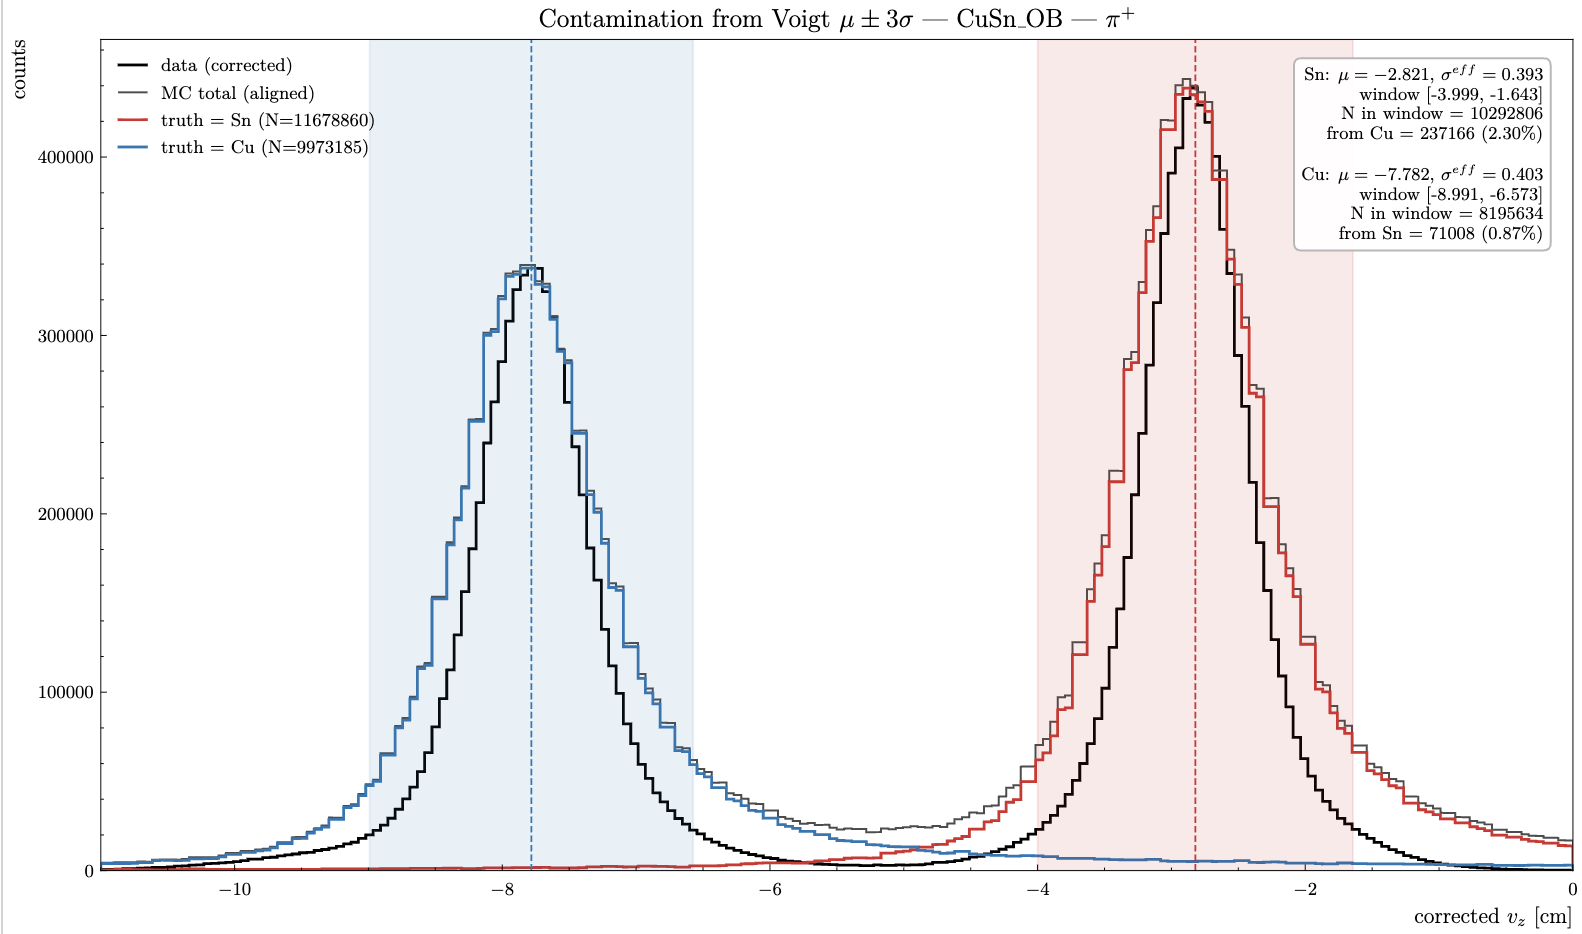 Contamination from Voigt μ ± 3σ — CuSn_OB — π⁺
counts
data (corrected)
MC total (aligned)
truth = Sn (N=11678860)
truth = Cu (N=9973185)
Sn: μ = −2.821, σ^eff = 0.393
window [-3.999, -1.643]
N in window = 10292806
from Cu = 237166 (2.30%)
Cu: μ = −7.782, σ^eff = 0.403
window [-8.991, -6.573]
N in window = 8195634
from Sn = 71008 (0.87%)
400000
300000
200000
100000
0
−10 −8 −6 −4 −2 0
corrected v_z [cm]